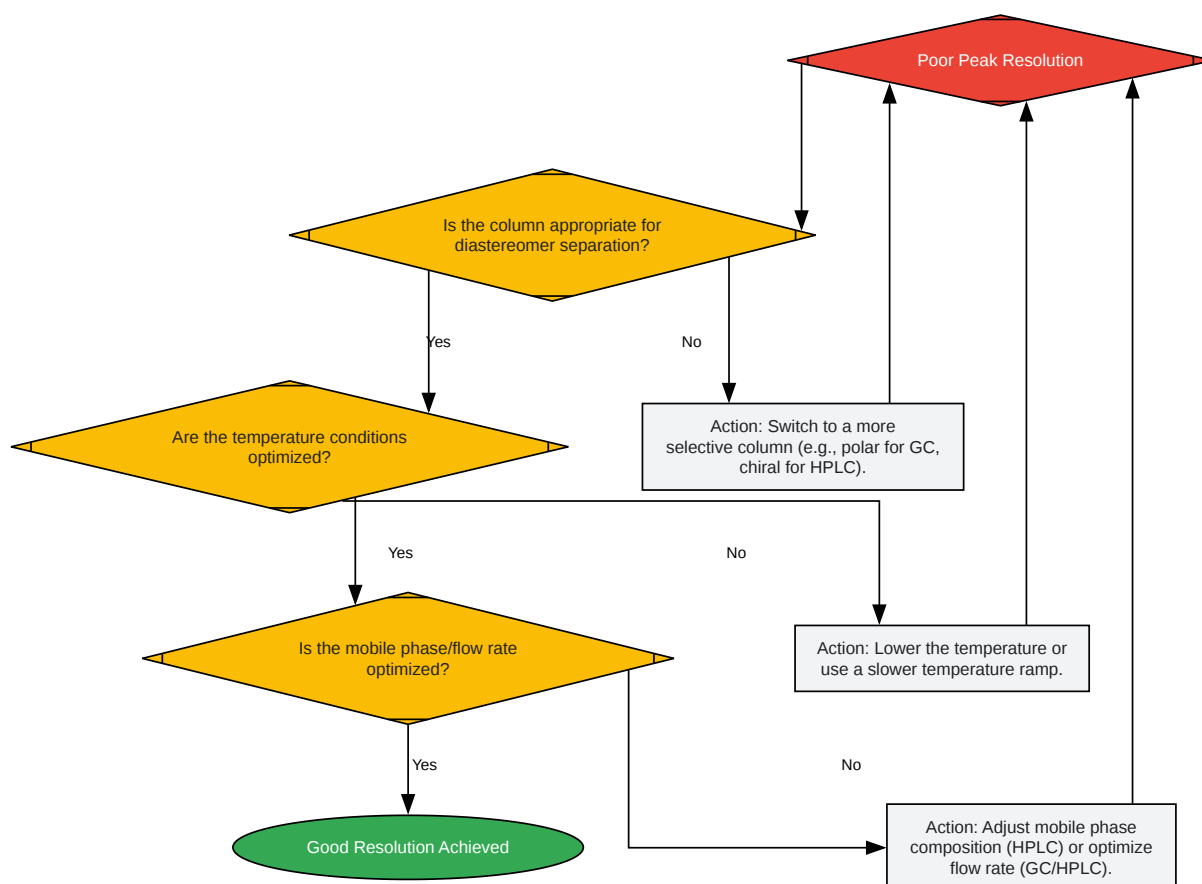 Poor Peak Resolution
Is the column appropriate for
diastereomer separation?
Yes
No
Action: Switch to a more
selective column (e.g., polar for GC,
chiral for HPLC).
Are the temperature conditions
optimized?
Yes
No
Action: Lower the temperature or
use a slower temperature ramp.
Is the mobile phase/flow rate
optimized?
Yes
No
Action: Adjust mobile phase
composition (HPLC) or optimize
flow rate (GC/HPLC).
Good Resolution Achieved